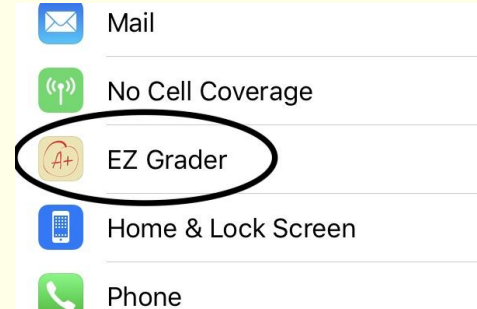 Mail
No Cell Coverage
A+
EZ Grader
Home & Lock Screen
Phone